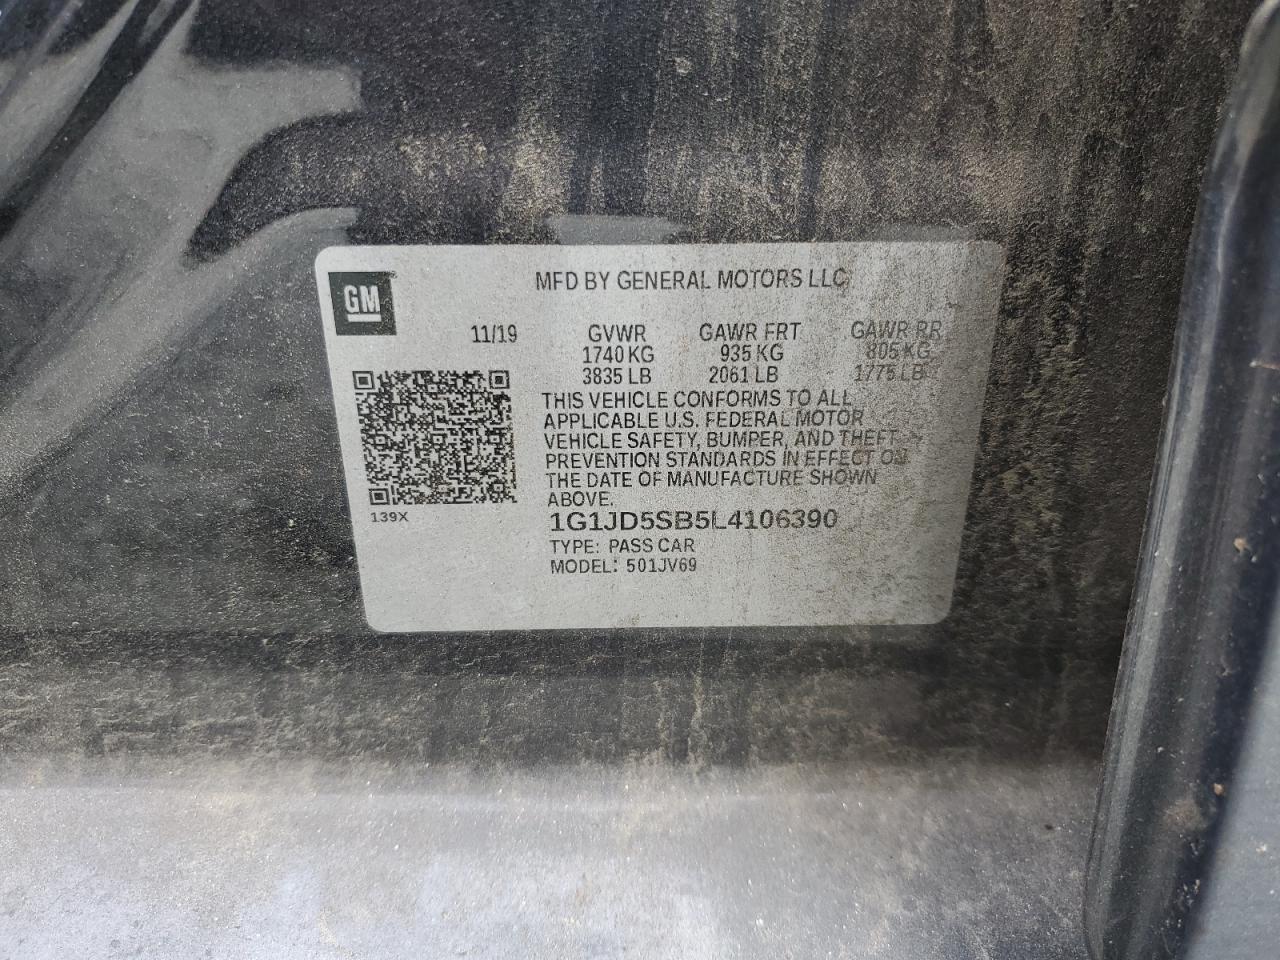 GM
MFD BY GENERAL MOTORS LLC
11/19 GVWR GAWR FRT GAWR RR
1740 KG 935 KG 805 KG
3835 LB 2061 LB 1775 LB
THIS VEHICLE CONFORMS TO ALL
APPLICABLE U.S. FEDERAL MOTOR
VEHICLE SAFETY, BUMPER, AND THEFT
PREVENTION STANDARDS IN EFFECT ON
THE DATE OF MANUFACTURE SHOWN
ABOVE.
139X
1G1JD5SB5L4106390
TYPE: PASS CAR
MODEL: 501JV69